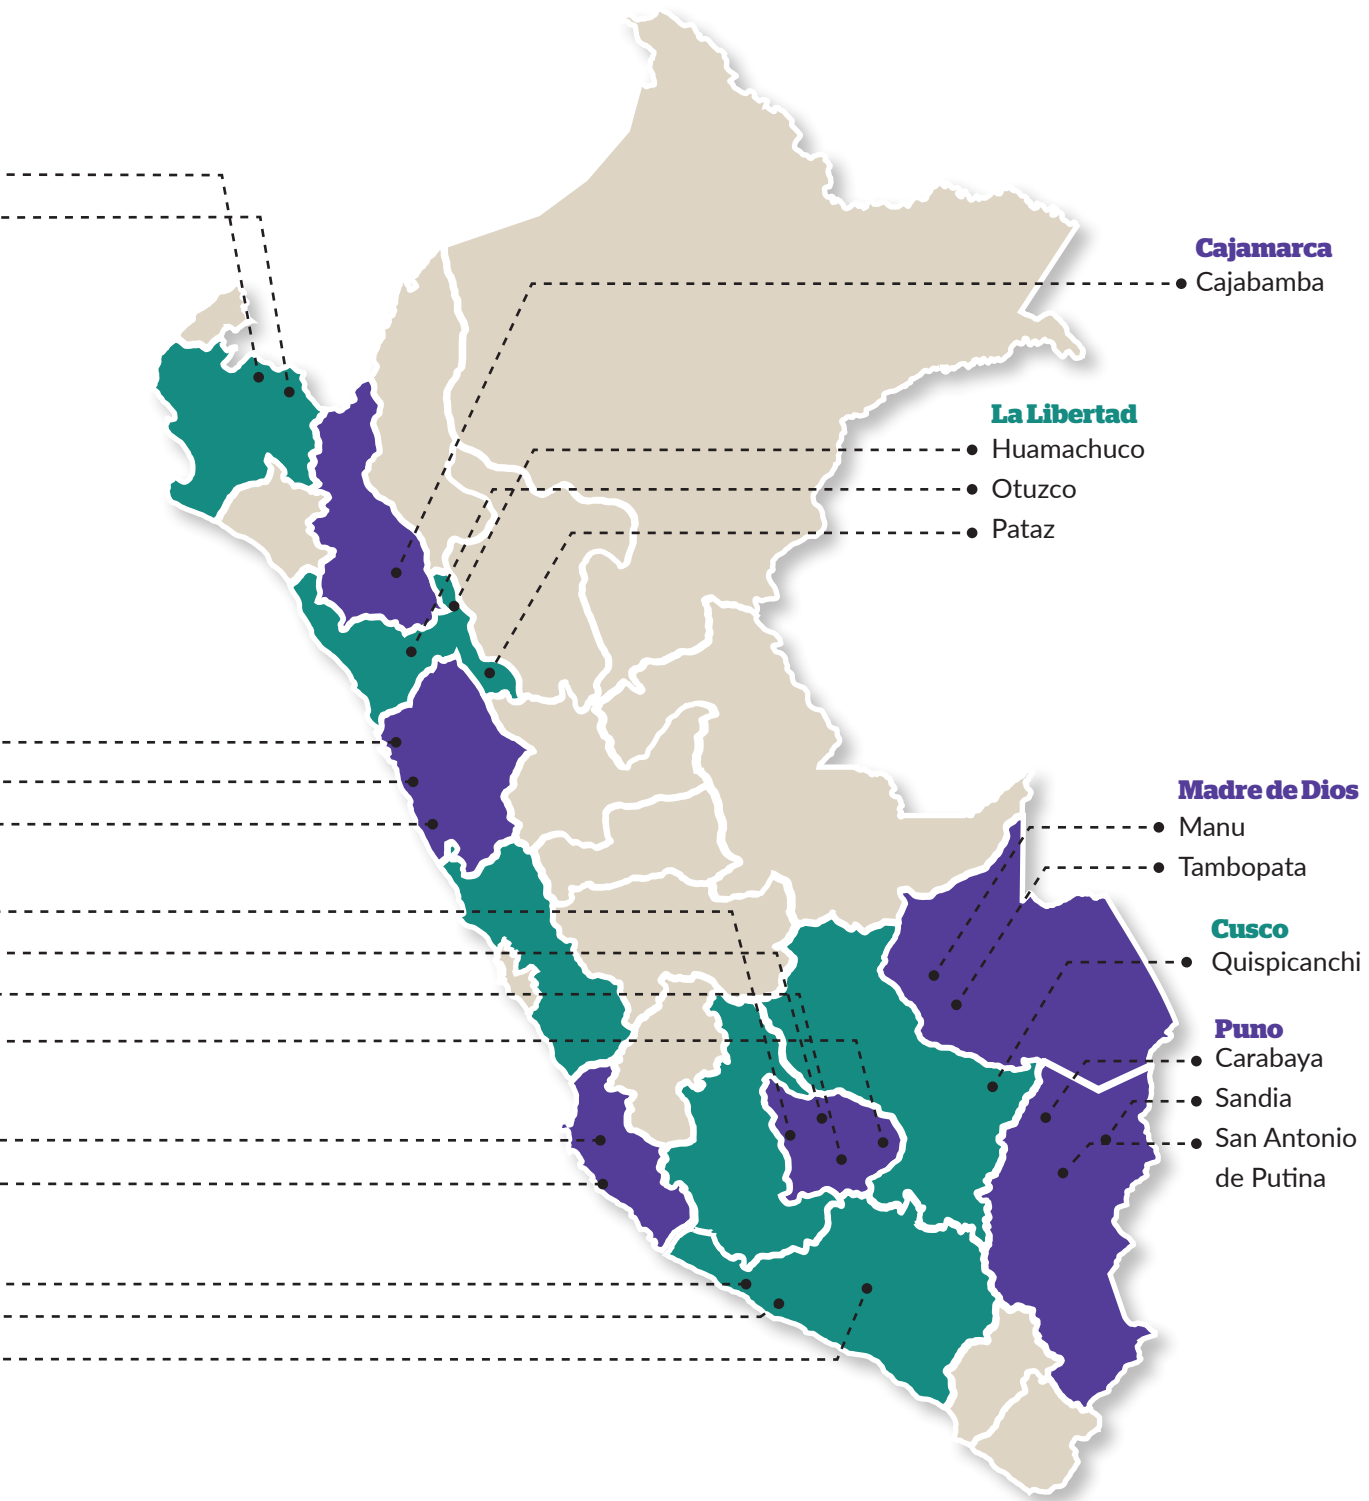 Cajamarca
Cajabamba
La Libertad
Huamachuco
Otuzco
Pataz
Madre de Dios
Manu
Tambopata
Cusco
Quispicanchi
Puno
Carabaya
Sandia
San Antonio
de Putina